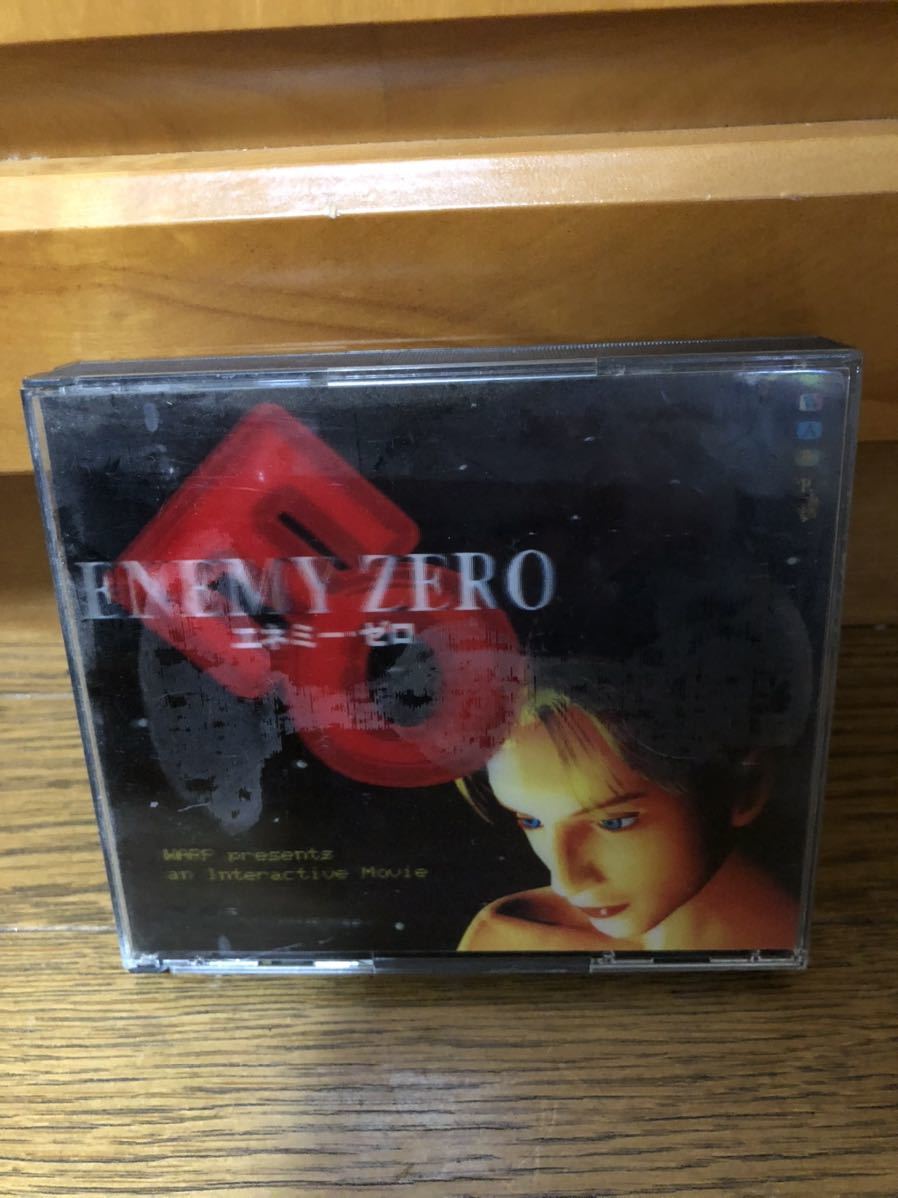 ENEMY ZERO
エネミー・ゼロ
WARP presents
an Interactive Movie